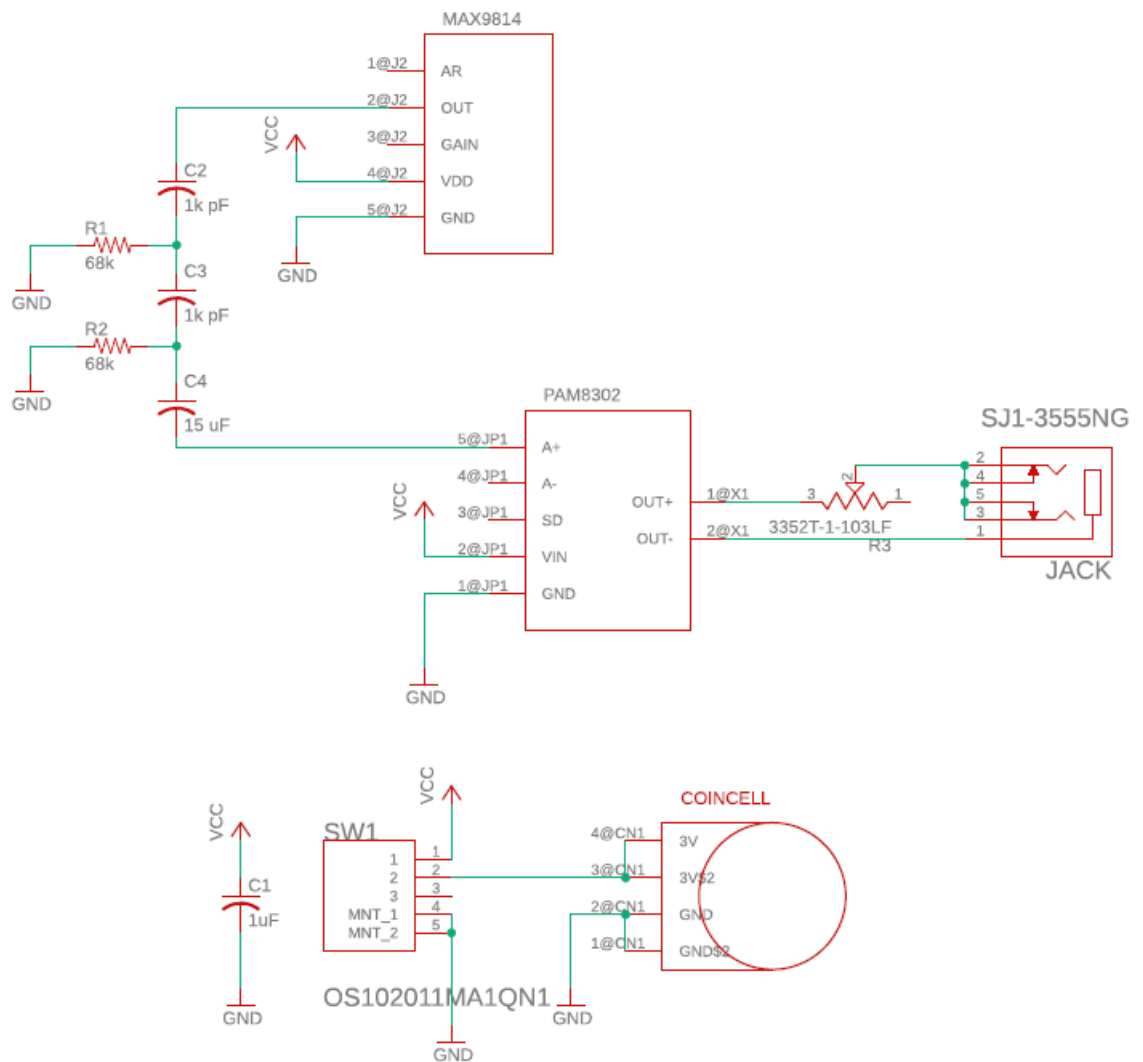 MAX9814
1@J2
AR
2@J2
OUT
3@J2
GAIN
4@J2
VDD
5@J2
GND
VCC
GND
C2
1k pF
R1
68k
GND
C3
1k pF
R2
68k
GND
C4
15 uF
PAM8302
5@JP1
A+
4@JP1
A-
3@JP1
SD
2@JP1
VIN
1@JP1
GND
VCC
GND
OUT+
1@X1
OUT-
2@X1
3
2
1
3352T-1-103LF
R3
SJ1-3555NG
2
4
5
3
1
JACK
VCC
C1
1uF
GND
VCC
SW1
1
1
2
2
3
3
MNT_1
4
MNT_2
5
OS102011MA1QN1
GND
COINCELL
4@CN1
3V
3@CN1
3V$2
2@CN1
GND
1@CN1
GND$2
GND